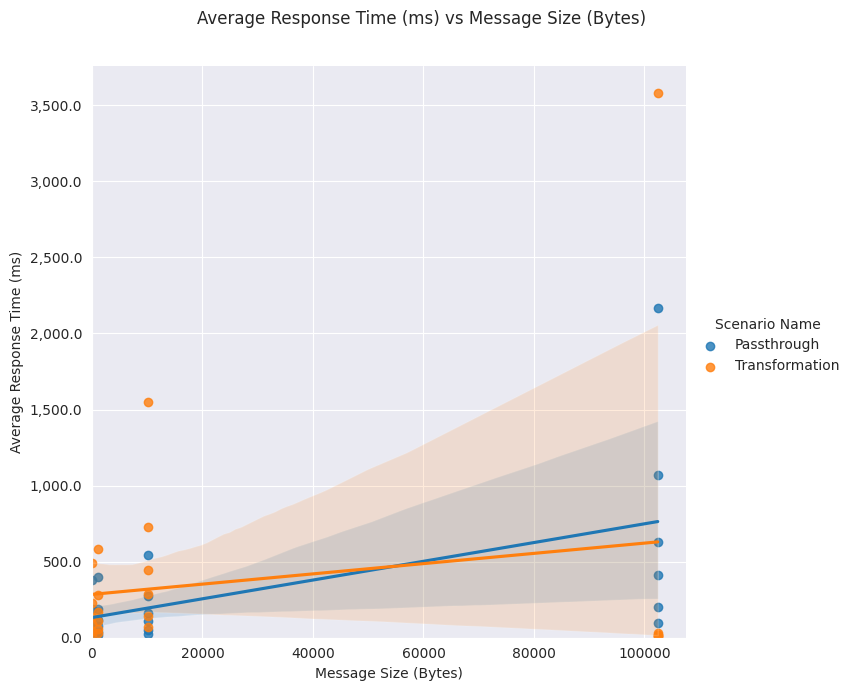 Average Response Time (ms) vs Message Size (Bytes)
3,500.0
3,000.0
2,500.0
2,000.0
1,500.0
1,000.0
500.0
0.0
Average Response Time (ms)
0
20000
40000
60000
80000
100000
Message Size (Bytes)
Scenario Name
Passthrough
Transformation